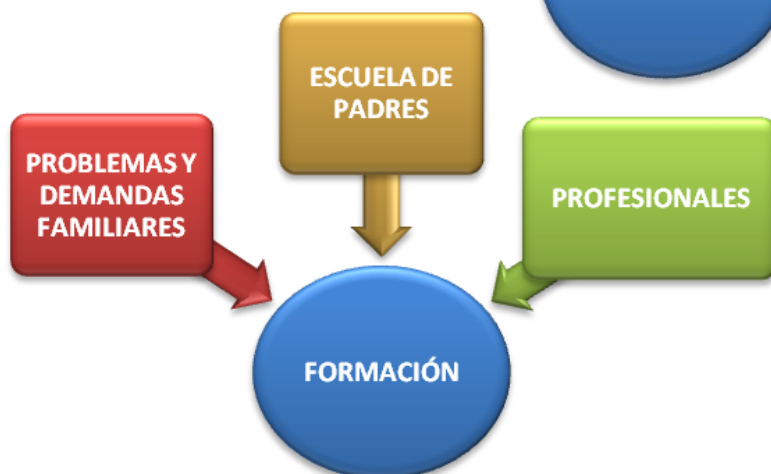 ESCUELA DE
PADRES
PROBLEMAS Y
DEMANDAS
FAMILIARES
PROFESIONALES
FORMACIÓN